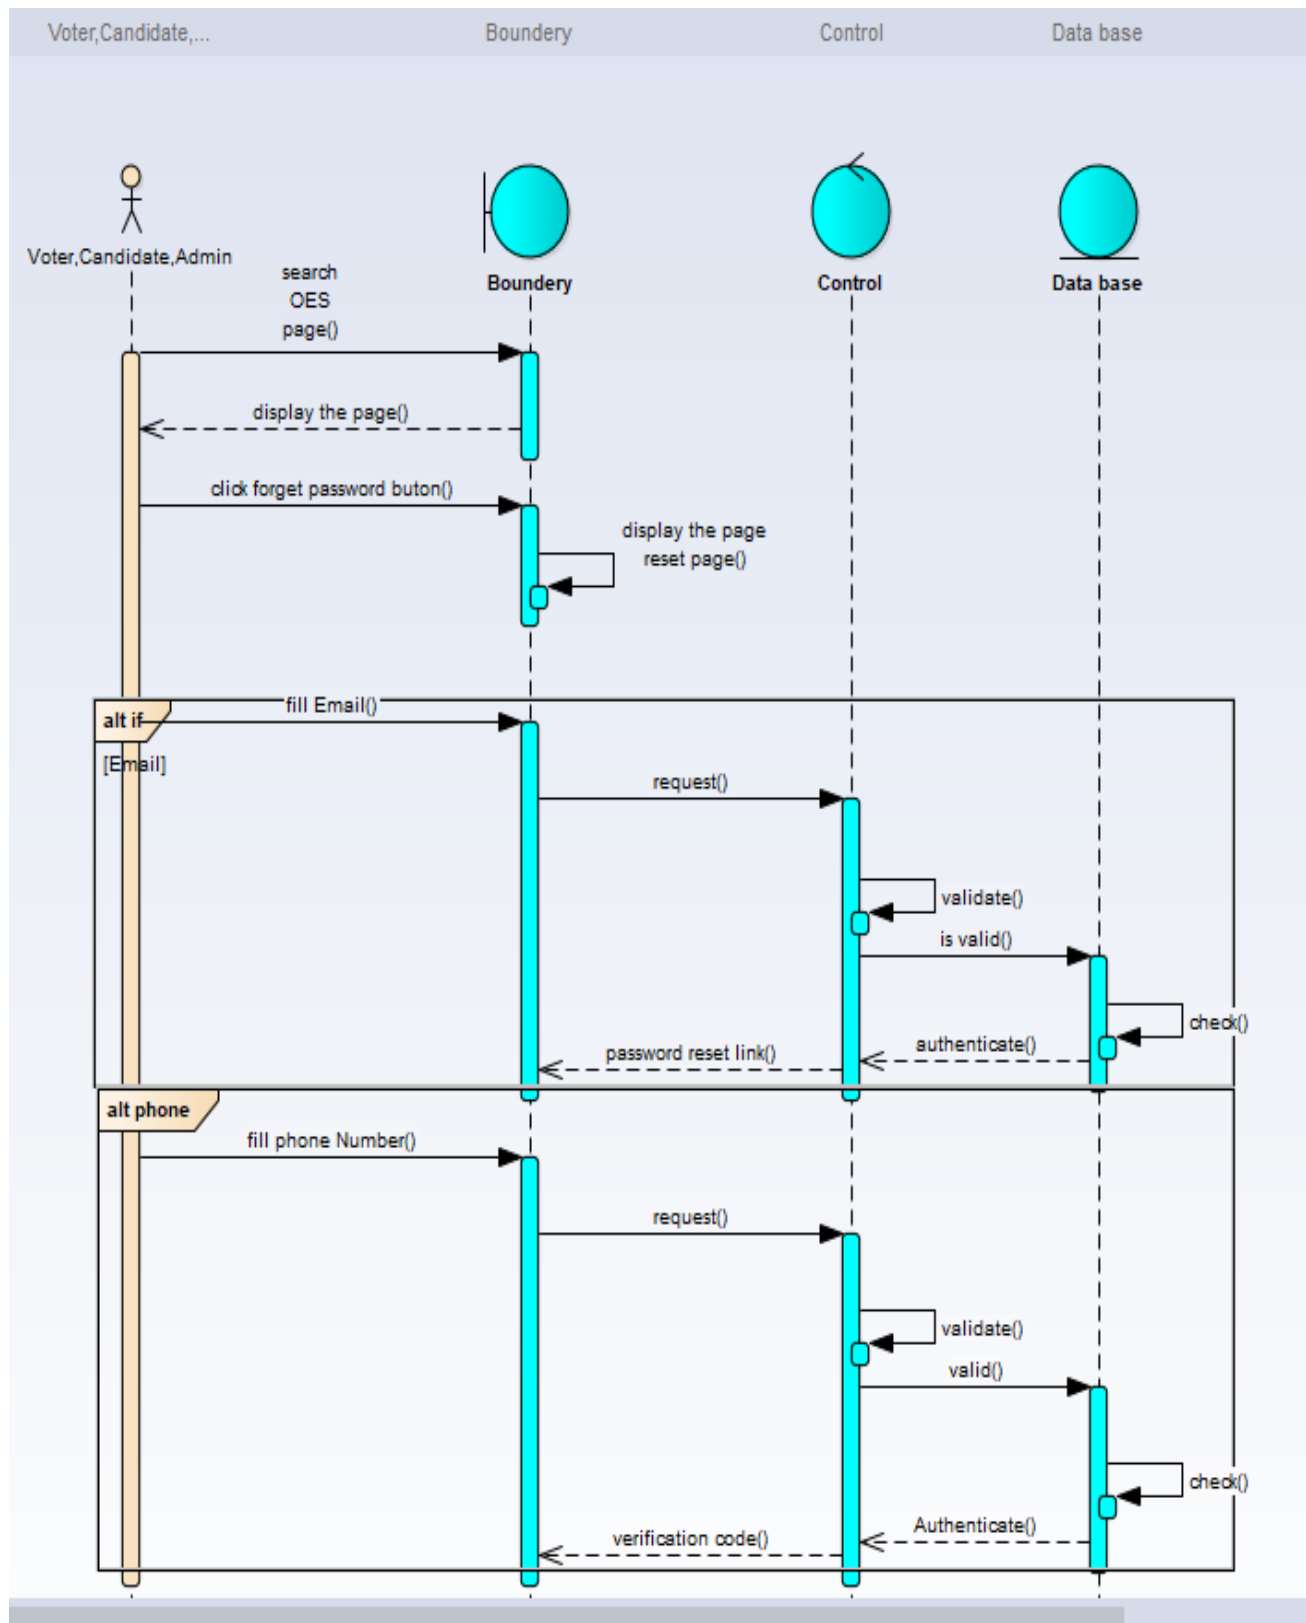 Voter,Candidate,...
Boundery
Control
Data base
Voter,Candidate,Admin
Boundery
Control
Data base
search
OES
page()
display the page()
click forget password buton()
display the page
reset page()
alt if
fill Email()
[Email]
request()
validate()
is valid()
check()
authenticate()
password reset link()
alt phone
fill phone Number()
request()
validate()
valid()
check()
Authenticate()
verification code()